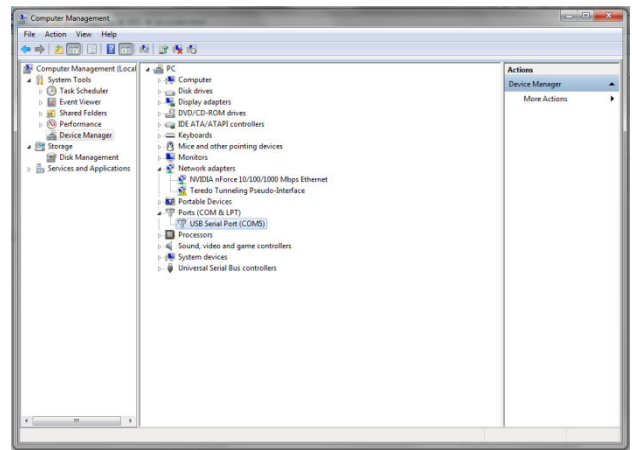 Computer Management
File Action View Help
Computer Management (Local
System Tools
Task Scheduler
Event Viewer
Shared Folders
Performance
Device Manager
Storage
Disk Management
Services and Applications
PC
Computer
Disk drives
Display adapters
DVD/CD-ROM drives
IDE ATA/ATAPI controllers
Keyboards
Mice and other pointing devices
Monitors
Network adapters
NVIDIA nForce 10/100/1000 Mbps Ethernet
Teredo Tunneling Pseudo-Interface
Portable Devices
Ports (COM & LPT)
USB Serial Port (COM5)
Processors
Sound, video and game controllers
System devices
Universal Serial Bus controllers
Actions
Device Manager
More Actions